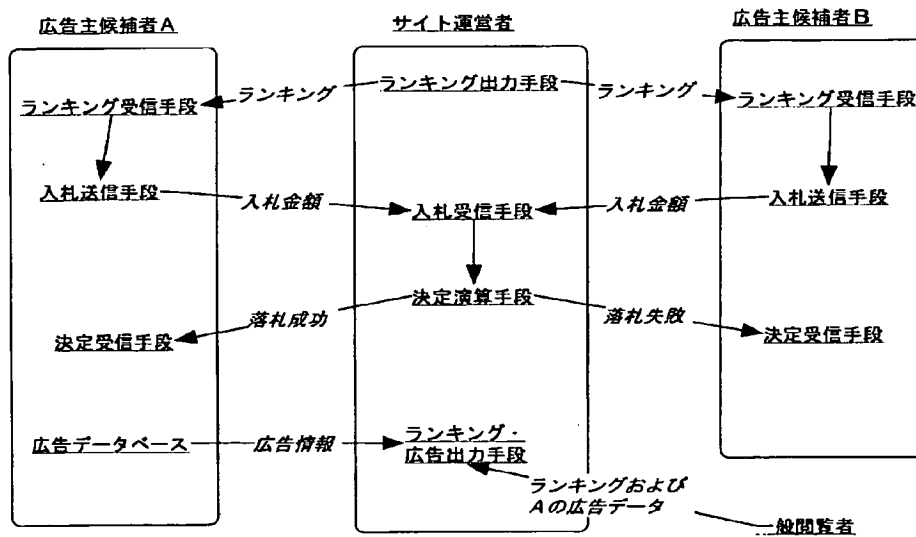 広告主候補者A
サイト運営者
広告主候補者B
ランキング出力手段
ランキング
ランキング
ランキング受信手段
ランキング受信手段
入札送信手段
入札金額
入札受信手段
入札金額
入札送信手段
決定演算手段
落札成功
落札失敗
決定受信手段
決定受信手段
広告データベース
広告情報
ランキング・
広告出力手段
ランキングおよび
Aの広告データ
一般閲覧者